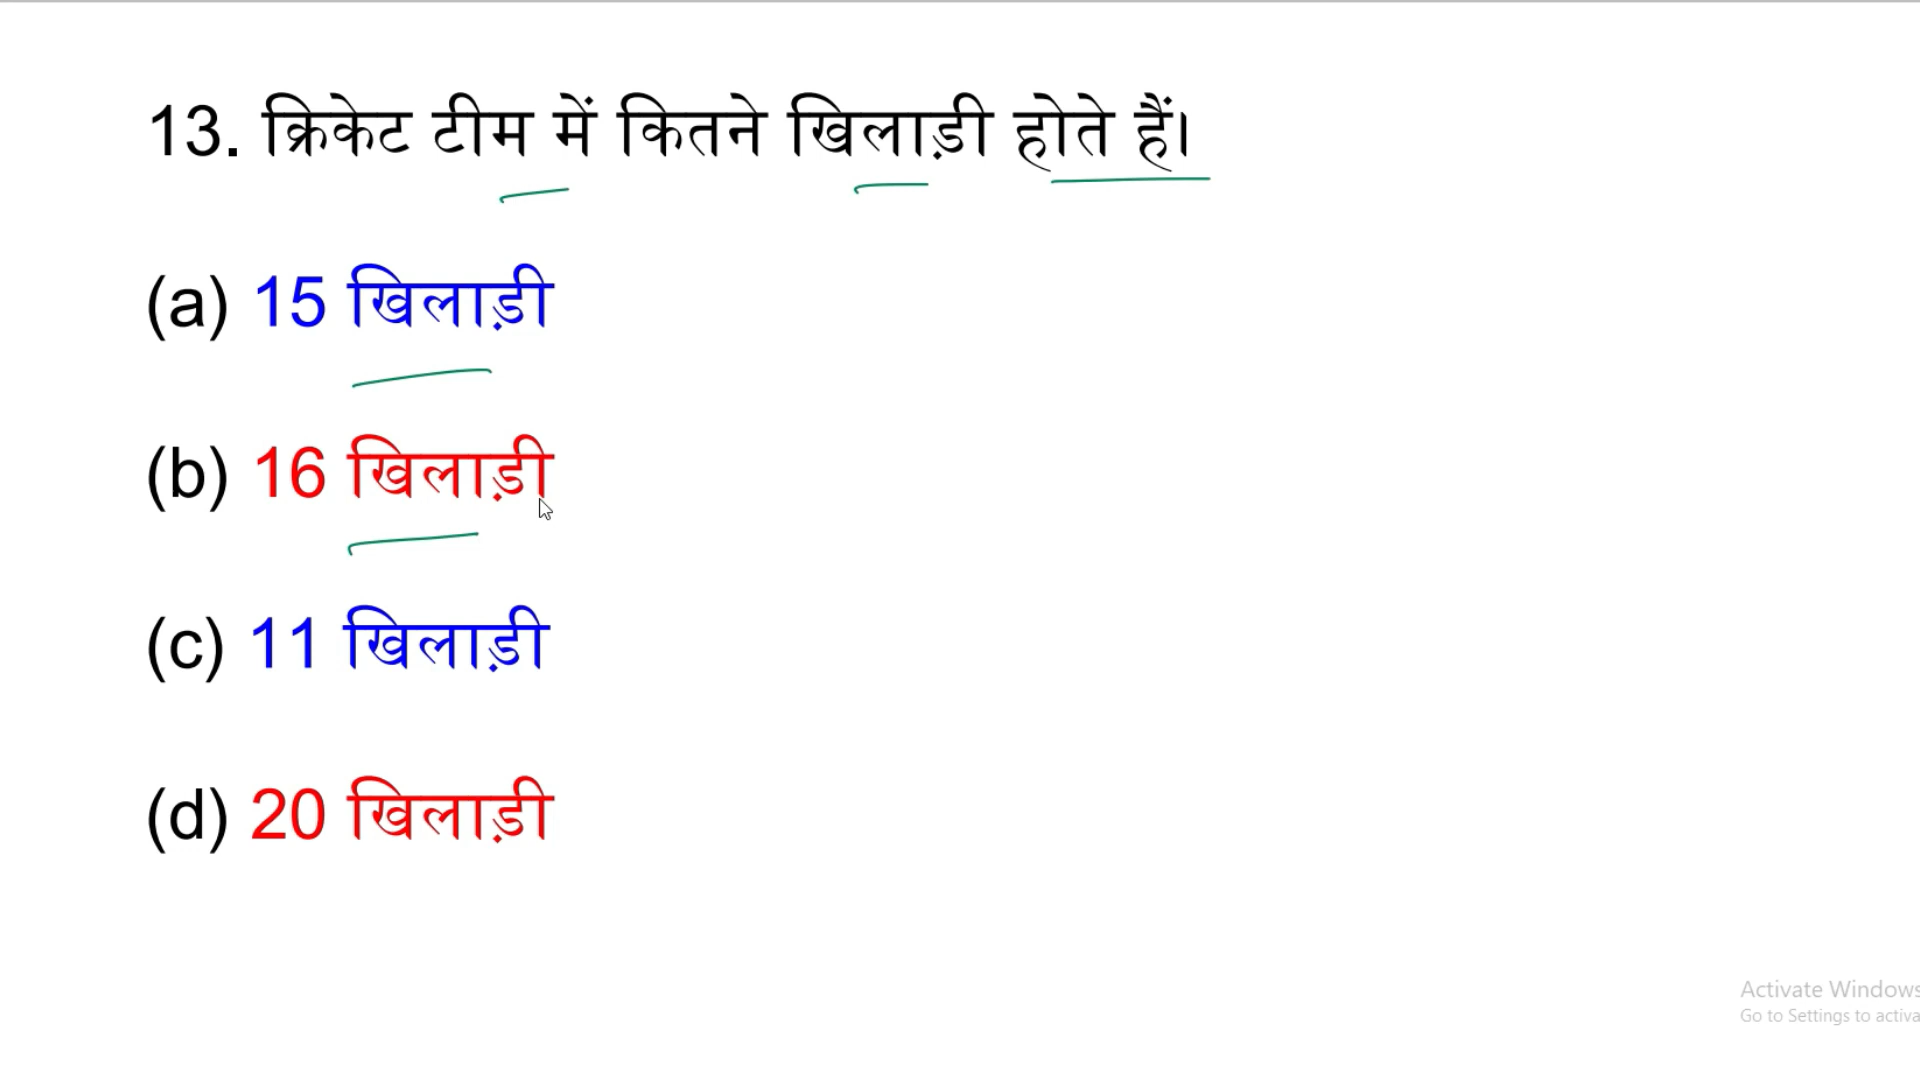 13. क्रिकेट टीम में कितने खिलाड़ी होते हैं।
(a) 15 खिलाड़ी
(b) 16 खिलाड़ी
(c) 11 खिलाड़ी
(d) 20 खिलाड़ी
Activate Windows
Go to Settings to activa